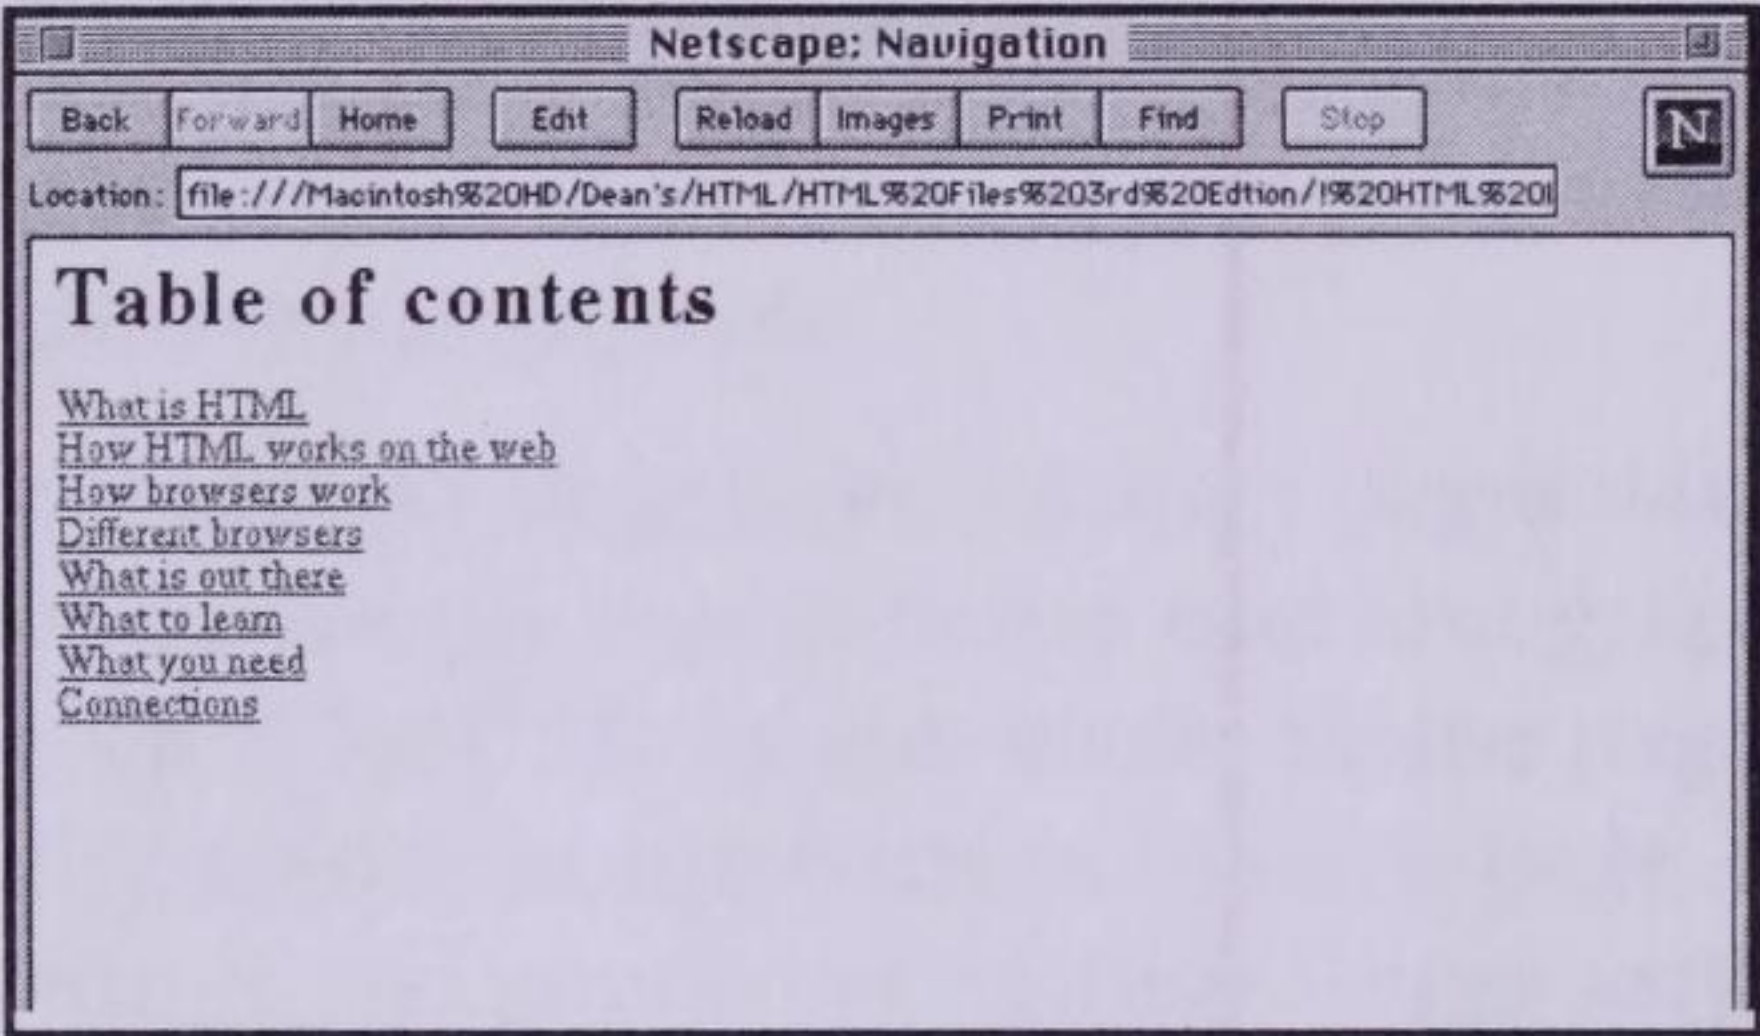 Netscape: Navigation
Back Forward Home Edit Reload Images Print Find Stop
N
Location: file:///Macintosh%20HD/Dean's/HTML/HTML%20Files%203rd%20Edtion/!%20HTML%20
Table of contents
What is HTML
How HTML works on the web
How browsers work
Different browsers
What is out there
What to learn
What you need
Connections